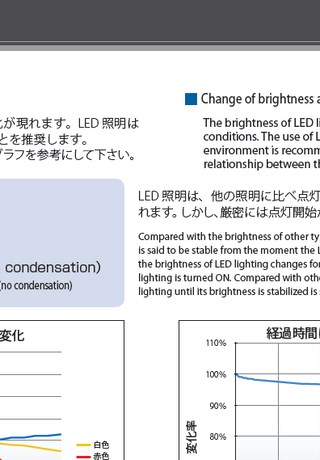 化が現れます。LED 照明は
とを推奨します。
グラフを参考にして下さい。
condensation)
(no condensation)
Change of brightness a
The brightness of LED li
conditions. The use of L
environment is recomm
relationship between th
LED 照明は、他の照明に比べ点灯
れます。しかし、厳密には点灯開始か
Compared with the brightness of other ty
is said to be stable from the moment the L
the brightness of LED lighting changes for
lighting is turned ON. Compared with othe
lighting until its brightness is stabilized is s
変化
白色
赤色
経過時間に
110%
100%
90%
80%
変化率